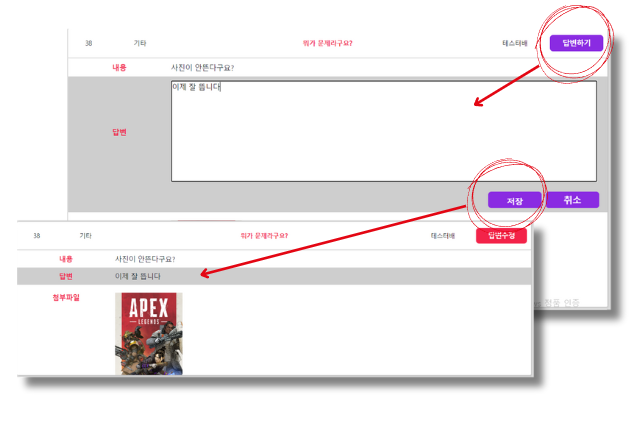 38 기타 뭐가 문제라구요? 테스터배 답변하기
내용 사진이 안뜬다구요?
이제 잘 뜹니다
답변
저장 취소
38 기타 뭐가 문제라구요? 테스터배 답변수정
내용 사진이 안뜬다구요?
답변 이제 잘 뜹니다
정품 인증
첨부파일
APEX
LEGENDS